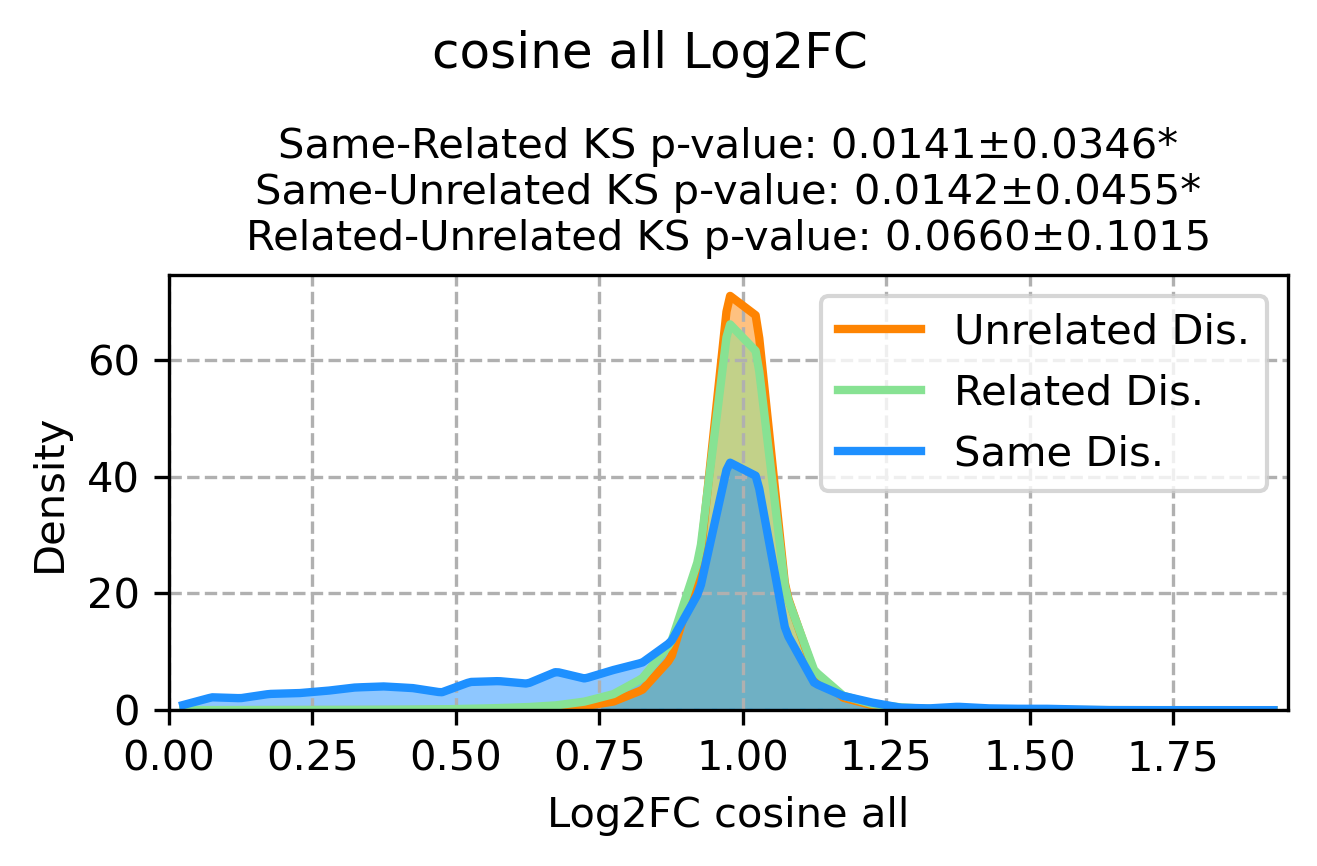 cosine all Log2FC
Same-Related KS p-value: 0.0141±0.0346*
Same-Unrelated KS p-value: 0.0142±0.0455*
Related-Unrelated KS p-value: 0.0660±0.1015
Unrelated Dis.
Related Dis.
Same Dis.
Density
60
40
20
0
0.00 0.25 0.50 0.75 1.00 1.25 1.50 1.75
Log2FC cosine all